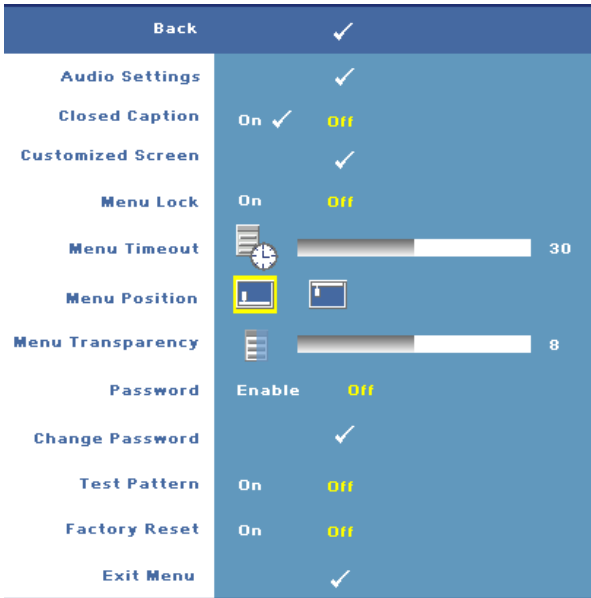 Back
Audio Settings
Closed Caption On Off
Customized Screen
Menu Lock On Off
Menu Timeout 30
Menu Position
Menu Transparency 8
Password Enable Off
Change Password
Test Pattern On Off
Factory Reset On Off
Exit Menu